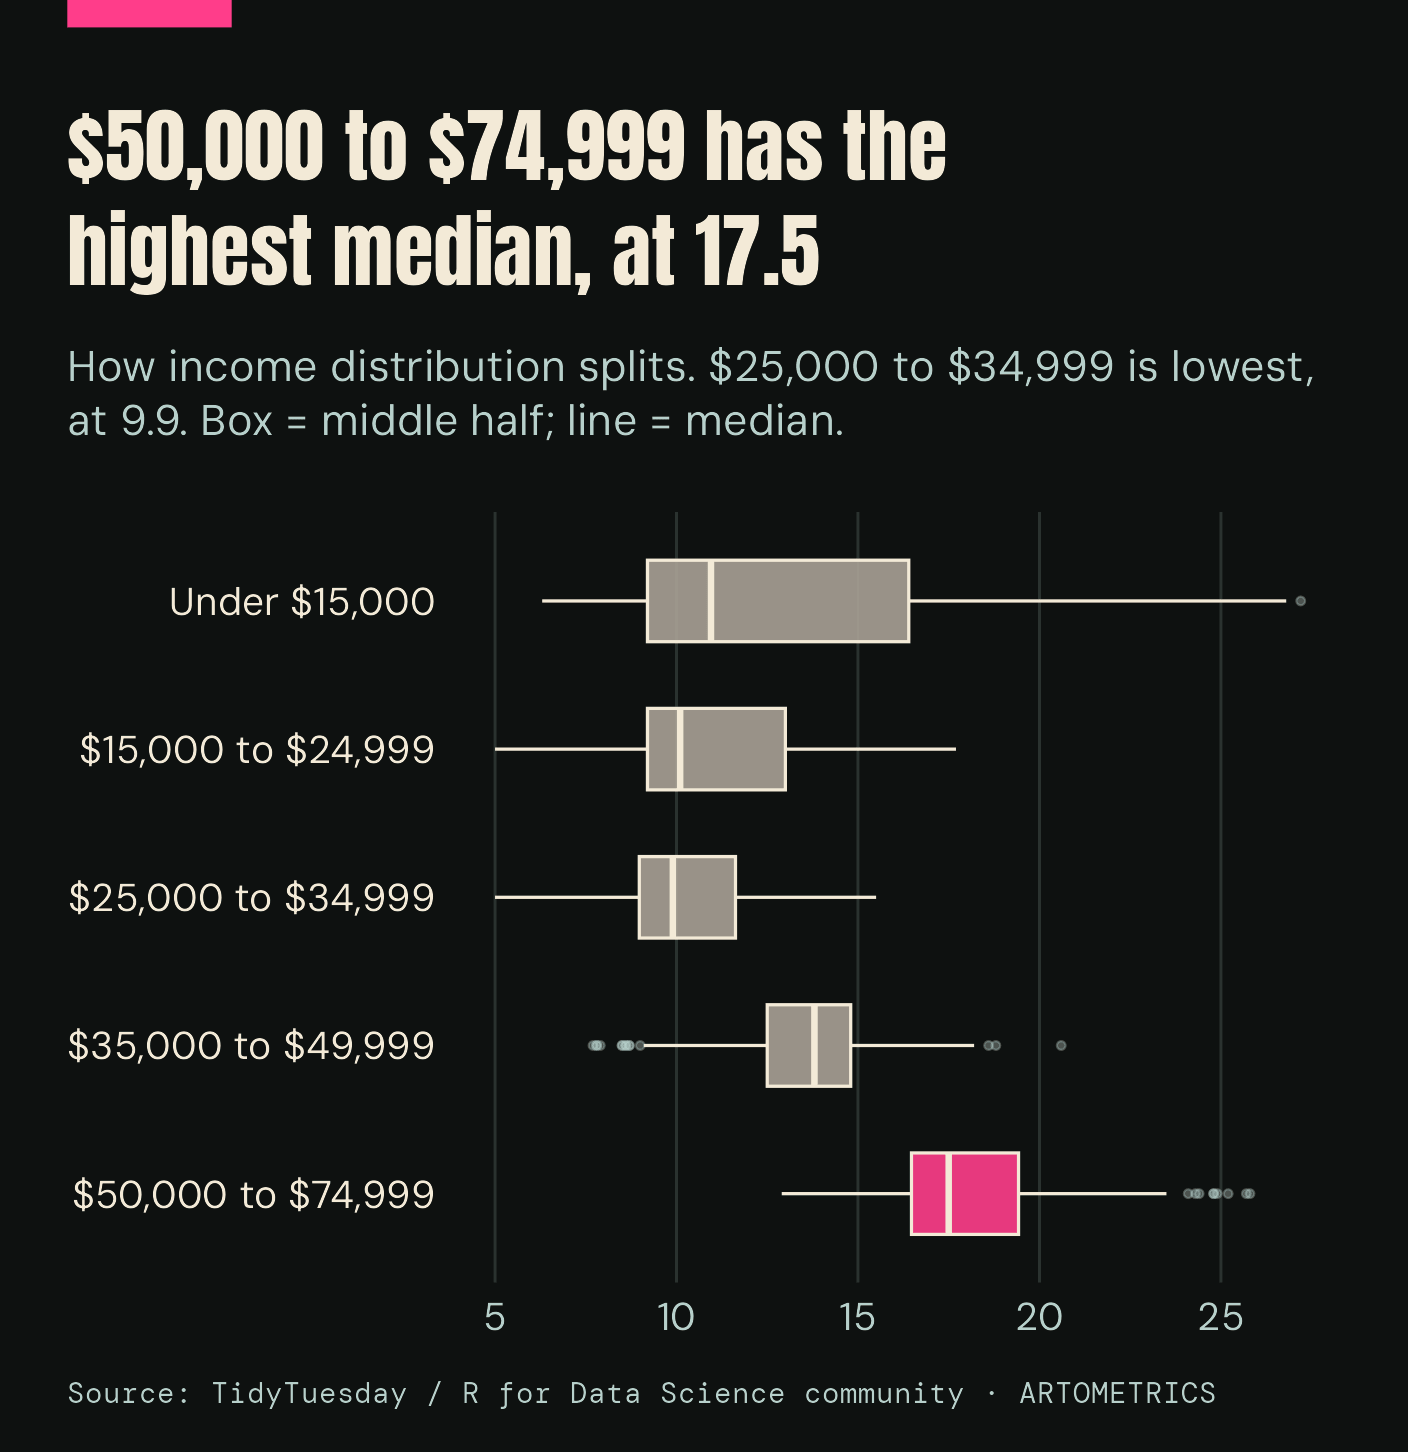 $50,000 to $74,999 has the
highest median, at 17.5
How income distribution splits. $25,000 to $34,999 is lowest,
at 9.9. Box = middle half; line = median.
Under $15,000
$15,000 to $24,999
$25,000 to $34,999
$35,000 to $49,999
$50,000 to $74,999
5 10 15 20 25
Source: TidyTuesday / R for Data Science community · ARTOMETRICS